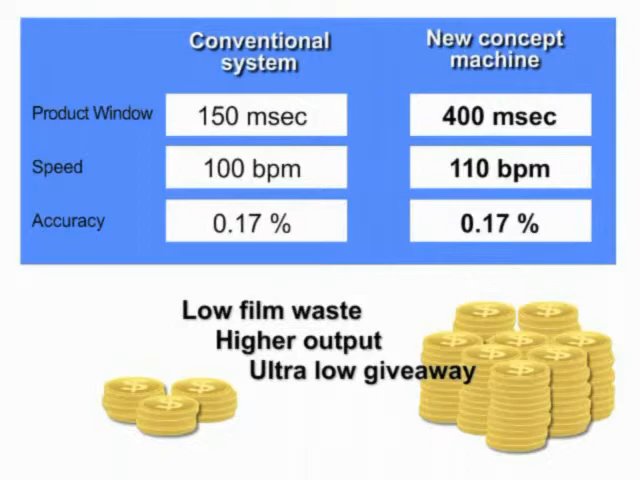 Conventional system
New concept machine
Product Window 150 msec 400 msec
Speed 100 bpm 110 bpm
Accuracy 0.17 % 0.17 %
Low film waste
Higher output
Ultra low giveaway